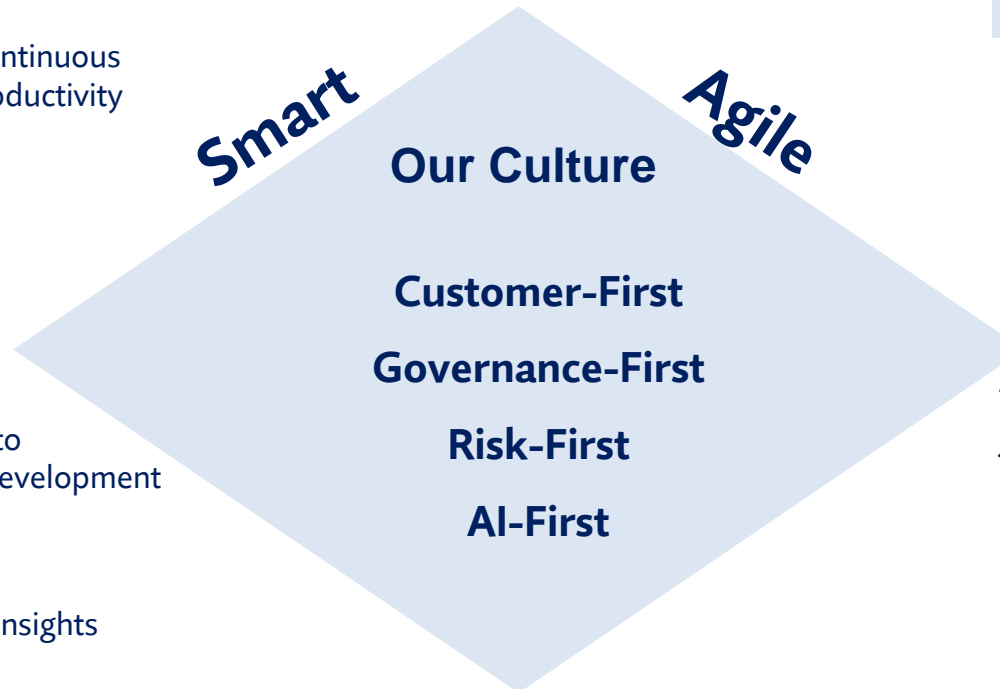 ntinuous
oductivity
Smart
Agile
Our Culture
Customer-First
Governance-First
Risk-First
AI-First
to
evelopment
nsights